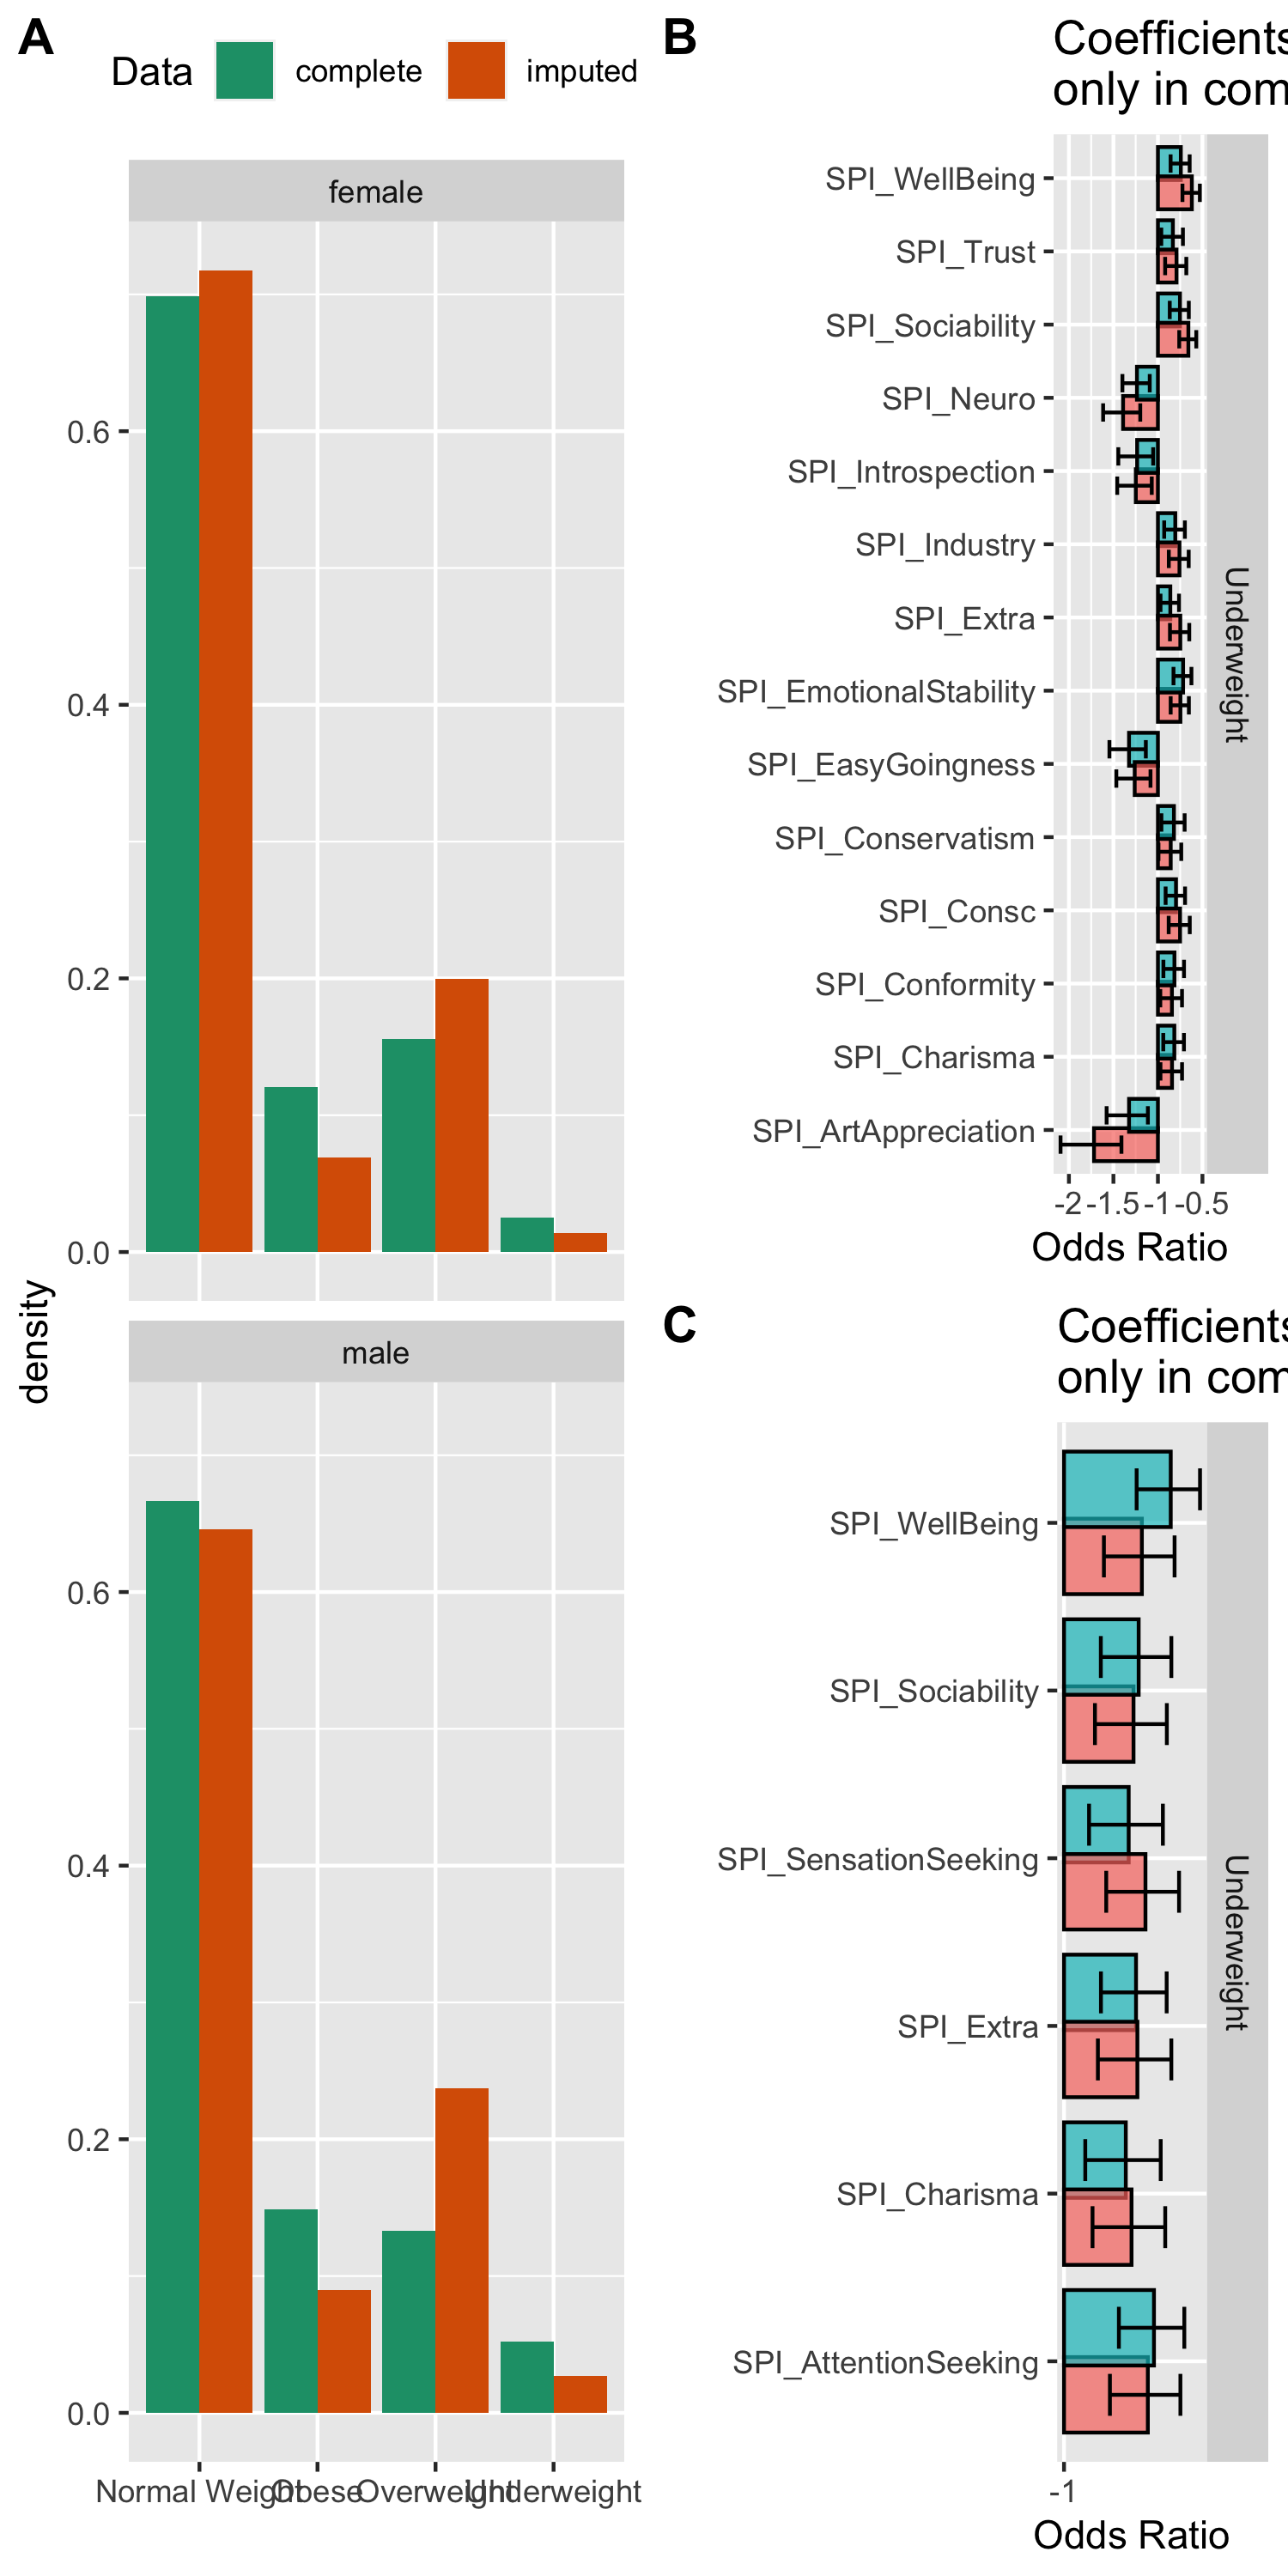 A
Data complete imputed
female
0.6
0.4
0.2
0.0
density
male
0.6
0.4
0.2
0.0
Normal Weight Obese Overweight Underweight
B
Coefficients
only in com
SPI_WellBeing
SPI_Trust
SPI_Sociability
SPI_Neuro
SPI_Introspection
SPI_Industry
SPI_Extra
SPI_EmotionalStability
SPI_EasyGoingness
SPI_Conservatism
SPI_Consc
SPI_Conformity
SPI_Charisma
SPI_ArtAppreciation
Underweight
-2 -1.5 -1 -0.5
Odds Ratio
C
Coefficients
only in com
SPI_WellBeing
SPI_Sociability
SPI_SensationSeeking
SPI_Extra
SPI_Charisma
SPI_AttentionSeeking
Underweight
-1
Odds Ratio